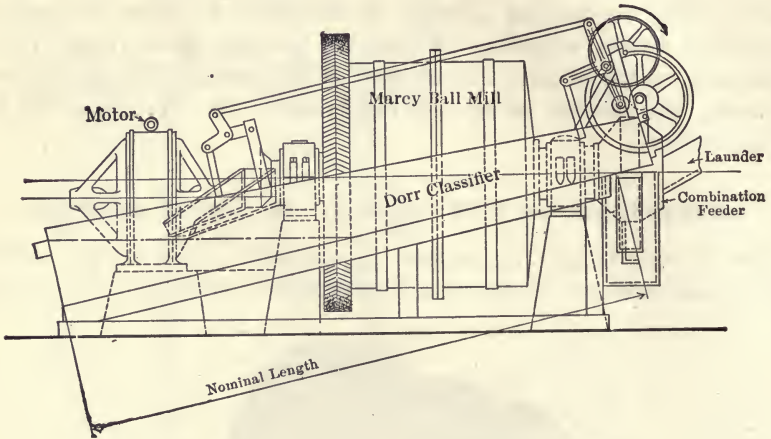 Motor
Marcy Ball Mill
Dorr Classifier
Launder
Combination
Feeder
Nominal Length